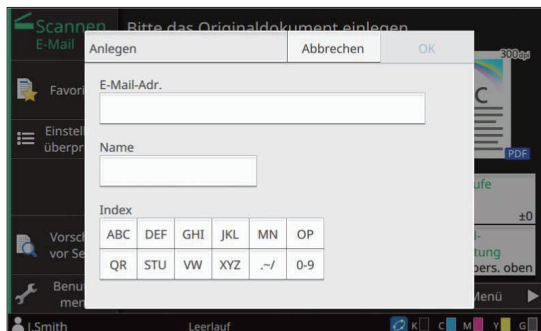 Scannen
E-Mail
Bitte das Originaldokument einlegen
Anlegen
Abbrechen
OK
300dpi
Favori
E-Mail-Adr.
C
Einstell
überpr
PDF
Name
ufe
±0
Index
ABC DEF GHI JKL MN OP
QR STU VW XYZ .~/ 0-9
Vorsch
vor Se
l-
tung
pers. oben
Benu
men
Menü
I.Smith
Leerlauf
K C M Y G